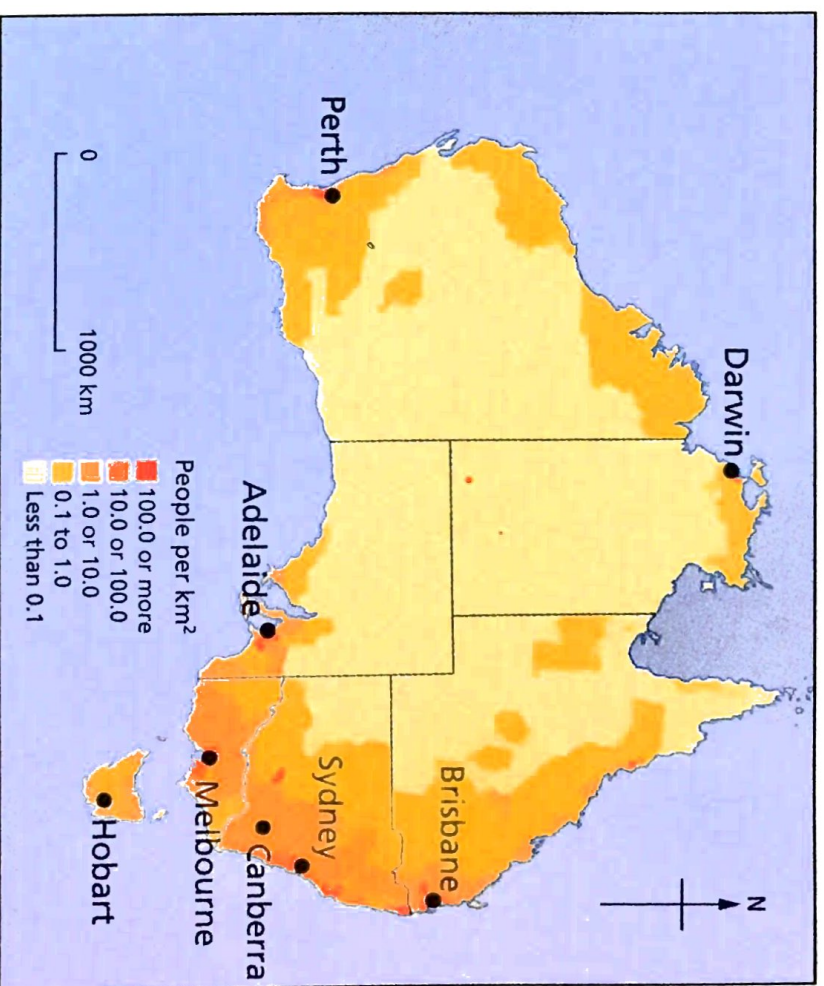 Darwin
N
Brisbane
Perth
Sydney
Adelaide
Canberra
Melbourne
Hobart
People per km²
100.0 or more
10.0 or 100.0
1.0 or 10.0
0.1 to 1.0
Less than 0.1
0 1000 km